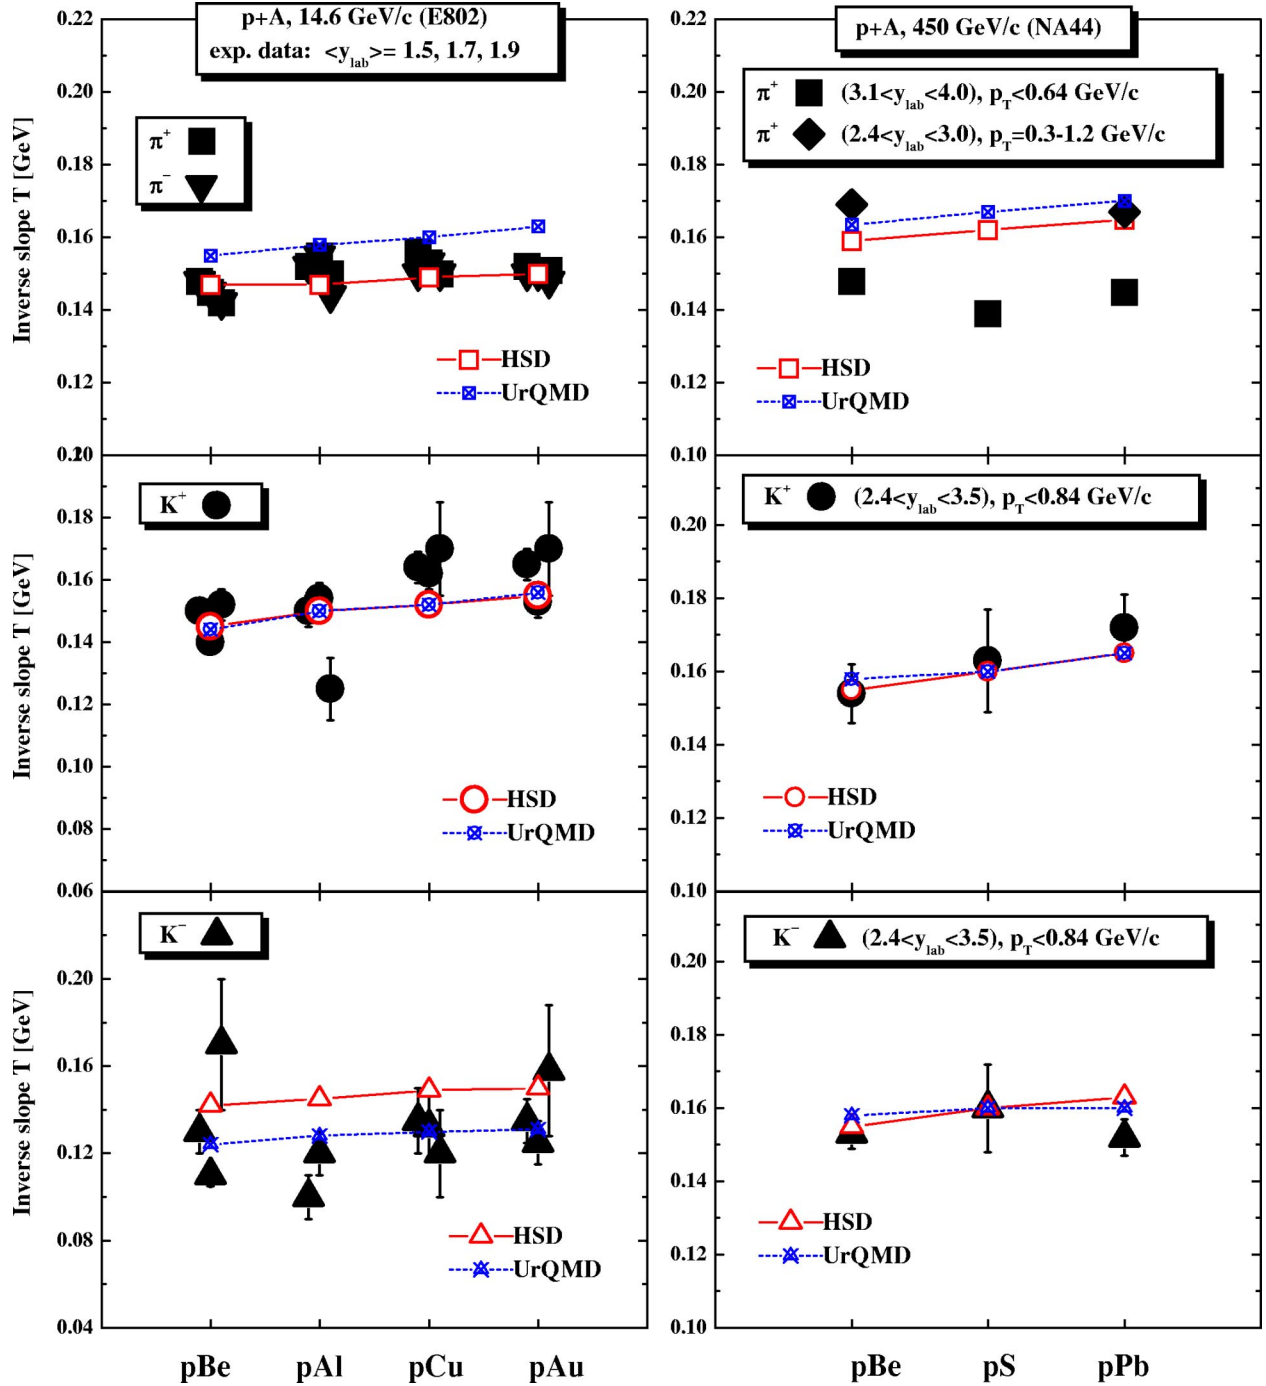 p+A, 14.6 GeV/c (E802)
exp. data: <y_lab>= 1.5, 1.7, 1.9
π⁺
π⁻
Inverse slope T [GeV]
0.22
0.20
0.18
0.16
0.14
0.12
HSD
UrQMD
p+A, 450 GeV/c (NA44)
π⁺ (3.1<y_lab<4.0), p_T<0.64 GeV/c
π⁺ (2.4<y_lab<3.0), p_T=0.3-1.2 GeV/c
Inverse slope T [GeV]
0.22
0.20
0.18
0.16
0.14
0.12
0.10
HSD
UrQMD
K⁺
Inverse slope T [GeV]
0.18
0.16
0.14
0.12
0.10
0.08
0.06
HSD
UrQMD
K⁺ (2.4<y_lab<3.5), p_T<0.84 GeV/c
0.20
0.18
0.16
0.14
0.12
0.10
HSD
UrQMD
K⁻
Inverse slope T [GeV]
0.20
0.16
0.12
0.08
0.04
HSD
UrQMD
pBe pAl pCu pAu
K⁻ (2.4<y_lab<3.5), p_T<0.84 GeV/c
0.20
0.18
0.16
0.14
0.12
0.10
HSD
UrQMD
pBe pS pPb